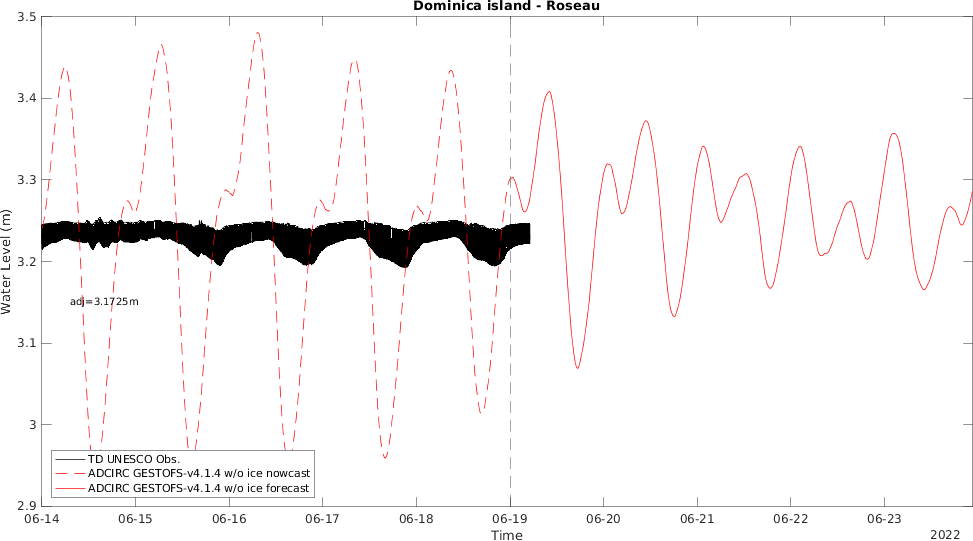 Dominica island - Roseau
3.5
3.4
3.3
3.2
3.1
3
2.9
Water Level (m)
adj=3.1725m
TD UNESCO Obs.
ADCIRC GESTOFS-v4.1.4 w/o ice nowcast
ADCIRC GESTOFS-v4.1.4 w/o ice forecast
06-14 06-15 06-16 06-17 06-18 06-19 06-20 06-21 06-22 06-23
Time
2022